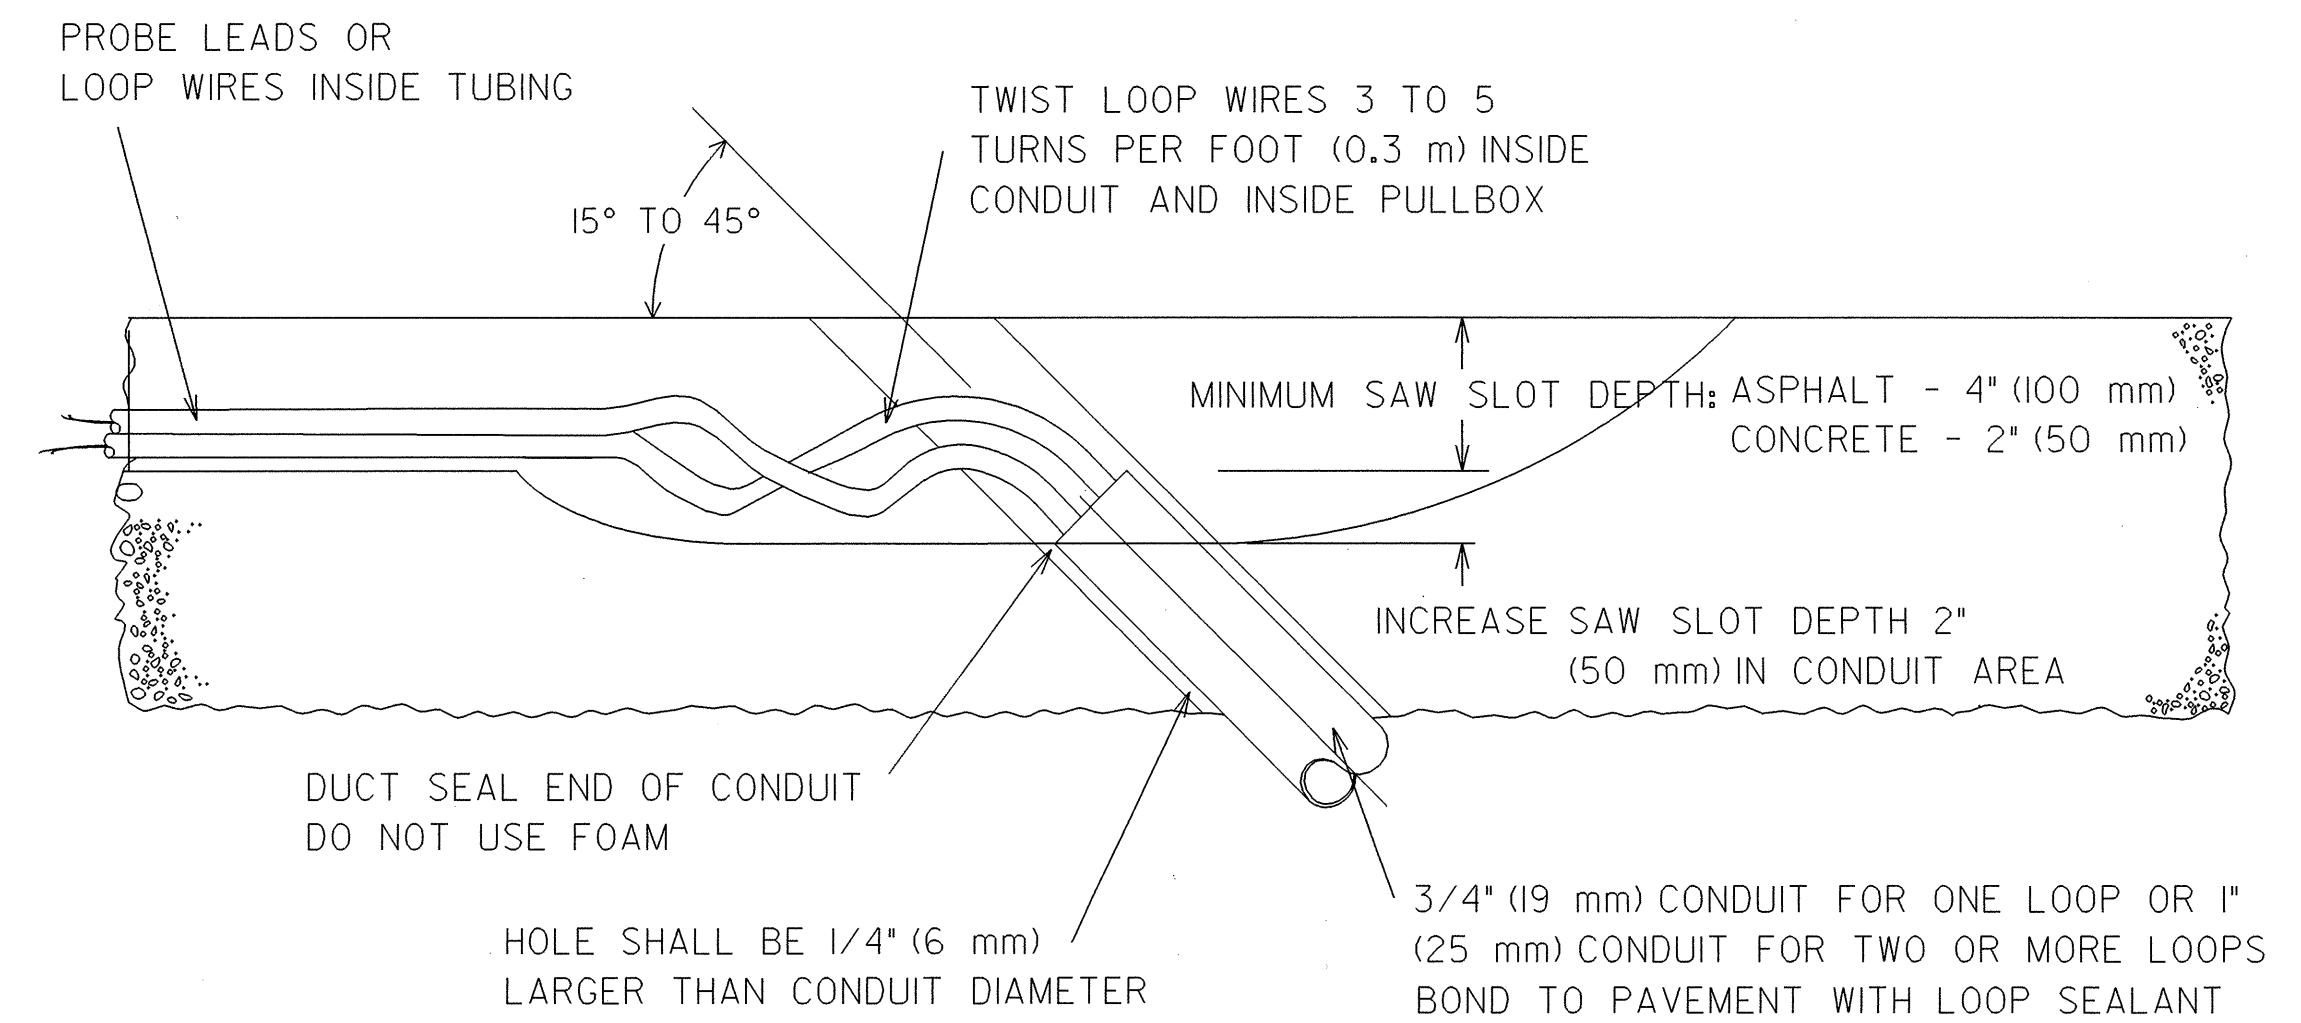 PROBE LEADS OR
LOOP WIRES INSIDE TUBING
TWIST LOOP WIRES 3 TO 5
TURNS PER FOOT (0.3 m) INSIDE
CONDUIT AND INSIDE PULLBOX
15° TO 45°
MINIMUM SAW SLOT DEPTH: ASPHALT - 4" (100 mm)
CONCRETE - 2" (50 mm)
INCREASE SAW SLOT DEPTH 2"
(50 mm) IN CONDUIT AREA
DUCT SEAL END OF CONDUIT
DO NOT USE FOAM
HOLE SHALL BE 1/4" (6 mm)
LARGER THAN CONDUIT DIAMETER
3/4" (19 mm) CONDUIT FOR ONE LOOP OR 1"
(25 mm) CONDUIT FOR TWO OR MORE LOOPS
BOND TO PAVEMENT WITH LOOP SEALANT